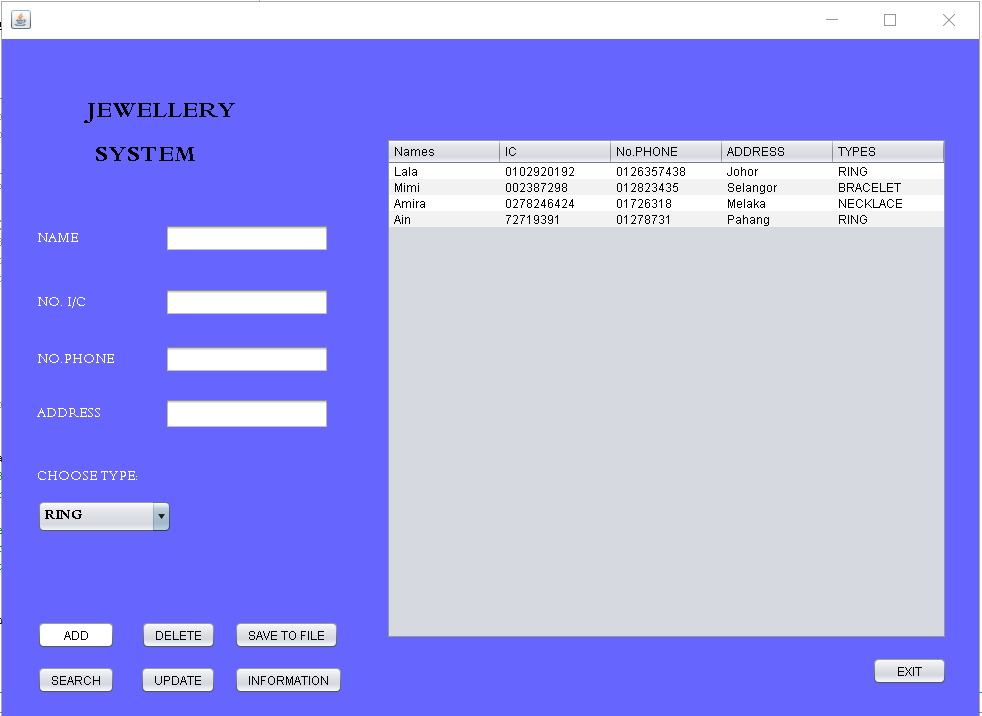 JEWELLERY
SYSTEM
NAME
NO. I/C
NO.PHONE
ADDRESS
CHOOSE TYPE:
RING
Names IC No.PHONE ADDRESS TYPES
Lala 0102920192 0126357438 Johor RING
Mimi 002387298 012823435 Selangor BRACELET
Amira 0278246424 01726318 Melaka NECKLACE
Ain 72719391 01278731 Pahang RING
ADD DELETE SAVE TO FILE
SEARCH UPDATE INFORMATION
EXIT